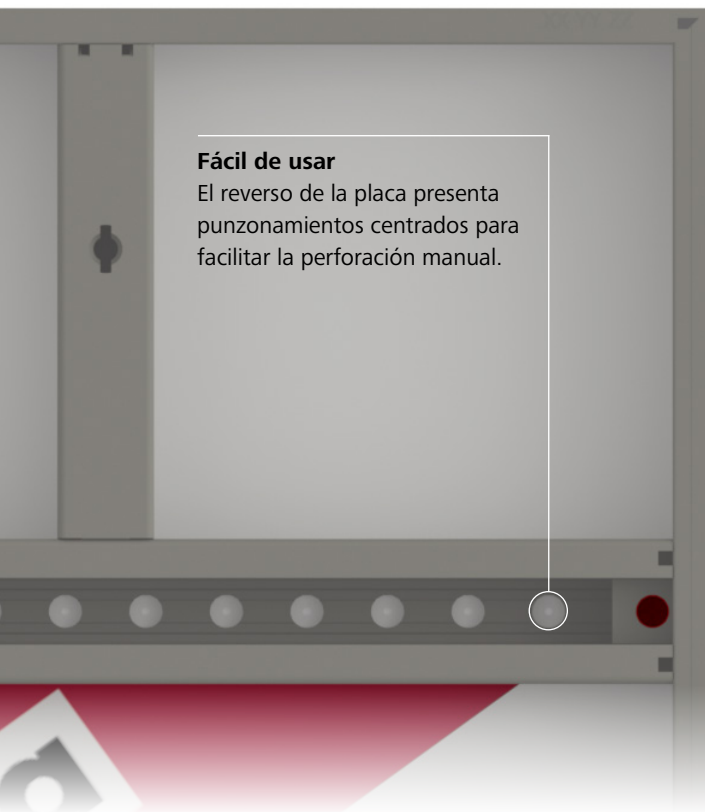 Fácil de usar
El reverso de la placa presenta
punzonamientos centrados para
facilitar la perforación manual.